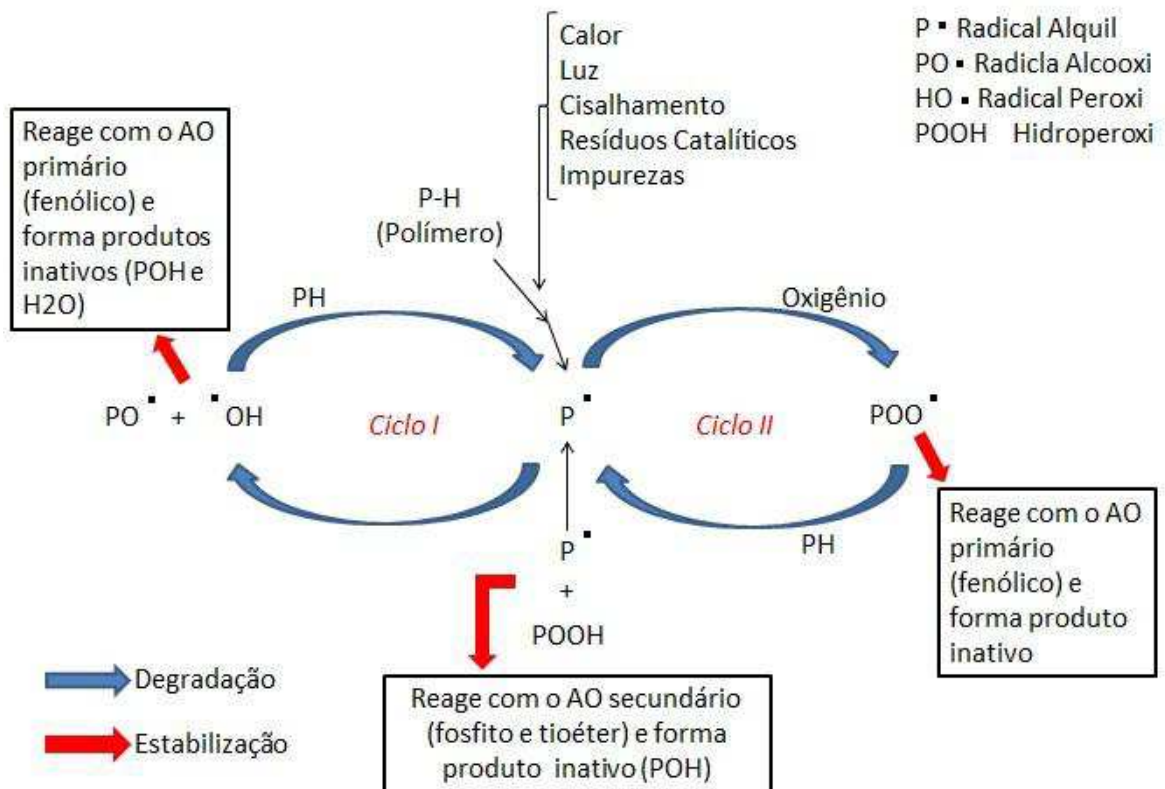 Calor
Luz
Cisalhamento
Resíduos Catalíticos
Impurezas
P ▪ Radical Alquil
PO ▪ Radicla Alcooxi
HO ▪ Radical Peroxi
POOH Hidroperoxi
Reage com o AO
primário
(fenólico) e
forma produtos
inativos (POH e
H2O)
P-H
(Polímero)
PH
Oxigênio
PO▪ + ▪OH
Ciclo I
P▪
Ciclo II
POO▪
PH
P▪
+
POOH
Reage com o AO
primário
(fenólico) e
forma produto
inativo
Degradação
Estabilização
Reage com o AO secundário
(fosfito e tioéter) e forma
produto inativo (POH)